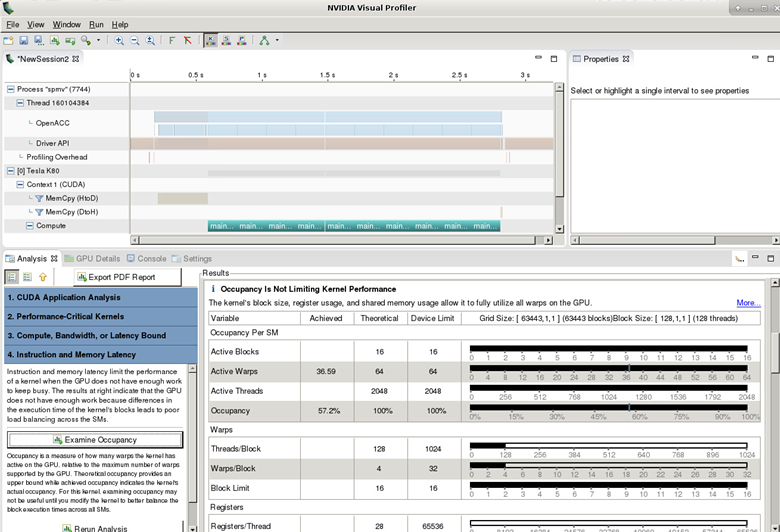 NVIDIA Visual Profiler
File View Window Run Help
*NewSession2
Properties
0 s 0.5 s 1 s 1.5 s 2 s 2.5 s 3 s
Select or highlight a single interval to see properties
Process "spmv" (7744)
Thread 160104384
OpenACC
Driver API
Profiling Overhead
[0] Tesla K80
Context 1 (CUDA)
MemCpy (HtoD)
MemCpy (DtoH)
Compute
main... main... main... main... main... main... main... main... main... main...
Analysis GPU Details Console Settings
Export PDF Report
1. CUDA Application Analysis
2. Performance-Critical Kernels
3. Compute, Bandwidth, or Latency Bound
4. Instruction and Memory Latency
Instruction and memory latency limit the performance
of a kernel when the GPU does not have enough work
to keep busy. The results at right indicate that the GPU
does not have enough work because differences in
the execution time of the kernel's blocks leads to poor
load balancing across the SMs.
Examine Occupancy
Occupancy is a measure of how many warps the kernel has
active on the GPU, relative to the maximum number of warps
supported by the GPU. Theoretical occupancy provides an
upper bound while achieved occupancy indicates the
kernel's actual occupancy. For this kernel, examining occupancy may
not be useful until you modify the kernel to better balance the
block execution times across all SMs.
Rerun Analysis
Results
i Occupancy Is Not Limiting Kernel Performance
The kernel's block size, register usage, and shared memory usage allow it to fully utilize all warps on the GPU.
More...
Variable Achieved Theoretical Device Limit Grid Size: [ 63443,1,1 ] (63443 blocks)Block Size: [ 128,1,1 ] (128 threads)
Occupancy Per SM
Active Blocks 16 16
0 1 2 3 4 5 6 7 8 9 10 11 12 13 14 15 16
Active Warps 36.59 64 64
0 4 8 12 16 20 24 28 32 36 40 44 48 52 56 60 64
Active Threads 2048 2048
0 256 512 768 1024 1280 1536 1792 2048
Occupancy 57.2% 100% 100%
0% 15% 30% 45% 60% 75% 90% 100%
Warps
Threads/Block 128 1024
0 128 256 384 512 640 768 896 1024
Warps/Block 4 32
0 2 4 6 8 10 12 14 16 18 20 22 24 26 28 30 32
Block Limit 16 16
0 1 2 3 4 5 6 7 8 9 10 11 12 13 14 15 16
Registers
Registers/Thread 28 65536